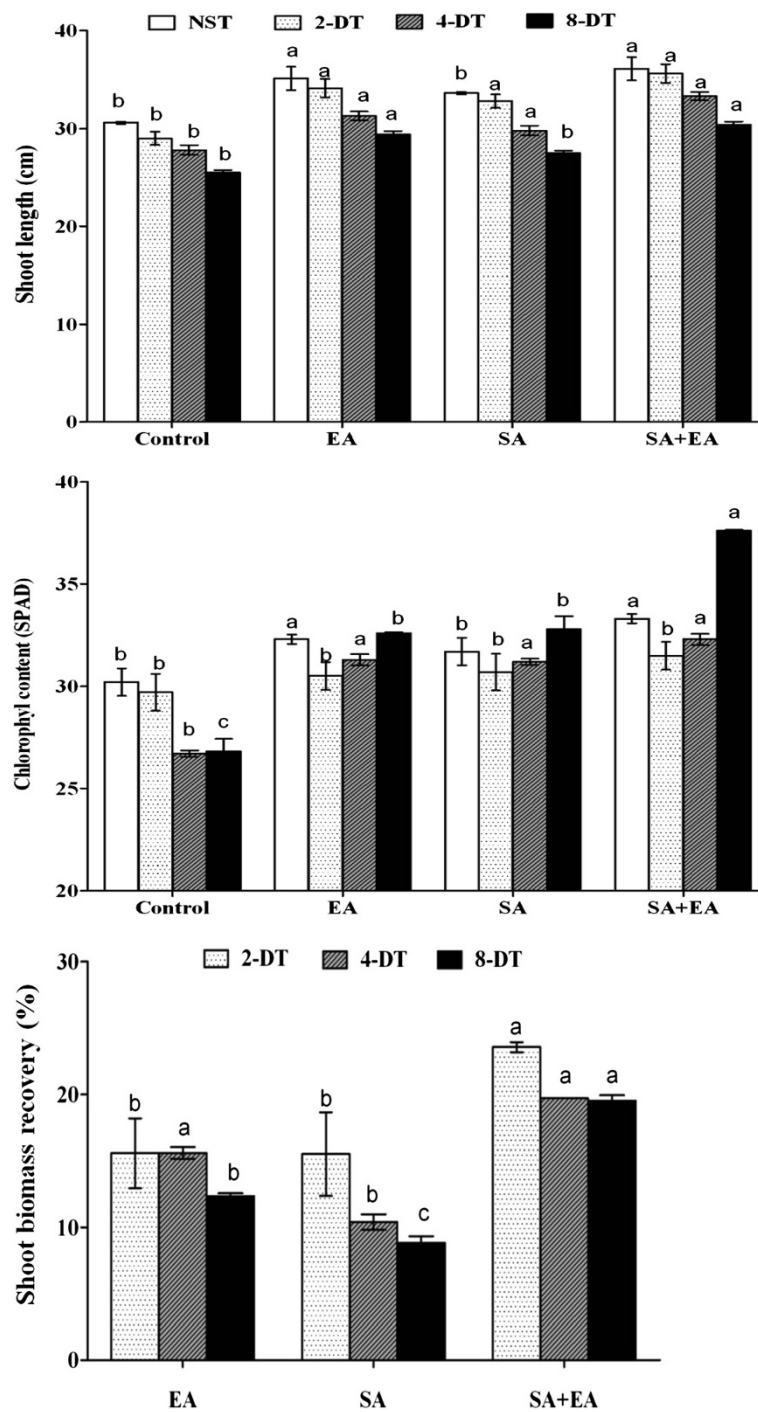 40
NST 2-DT 4-DT 8-DT
a a a a
a a a
b b a a
b b b a a b a
30
20
10
0
Shoot length (cm)
Control EA SA SA+EA
40
a
35
a b b a
b b b a b b a b a
b c
30
25
20
Chlorophyl content (SPAD)
Control EA SA SA+EA
30
2-DT 4-DT 8-DT
a
a a
b a b
b b c
20
10
0
Shoot biomass recovery (%)
EA SA SA+EA